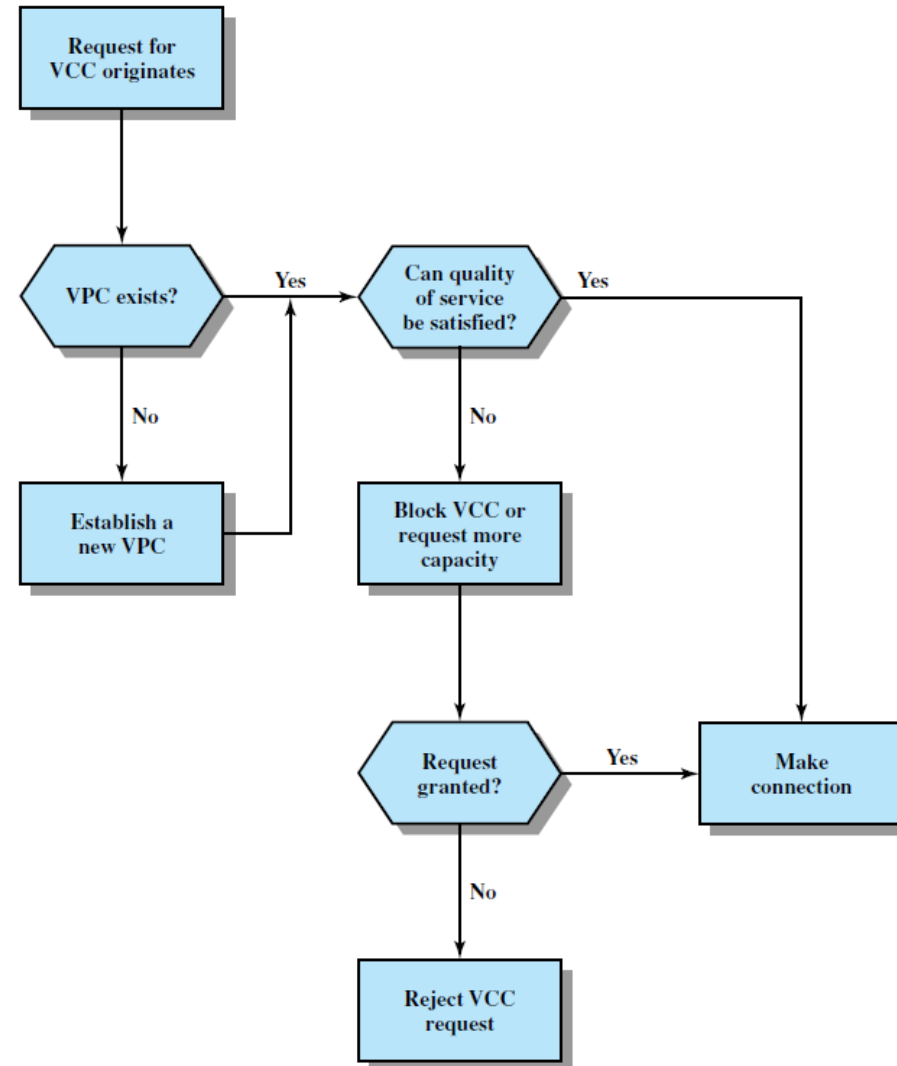 Request for
VCC originates
VPC exists?
Yes
Can quality
of service
be satisfied?
Yes
No
No
Establish a
new VPC
Block VCC or
request more
capacity
Request
granted?
Yes
Make
connection
No
Reject VCC
request